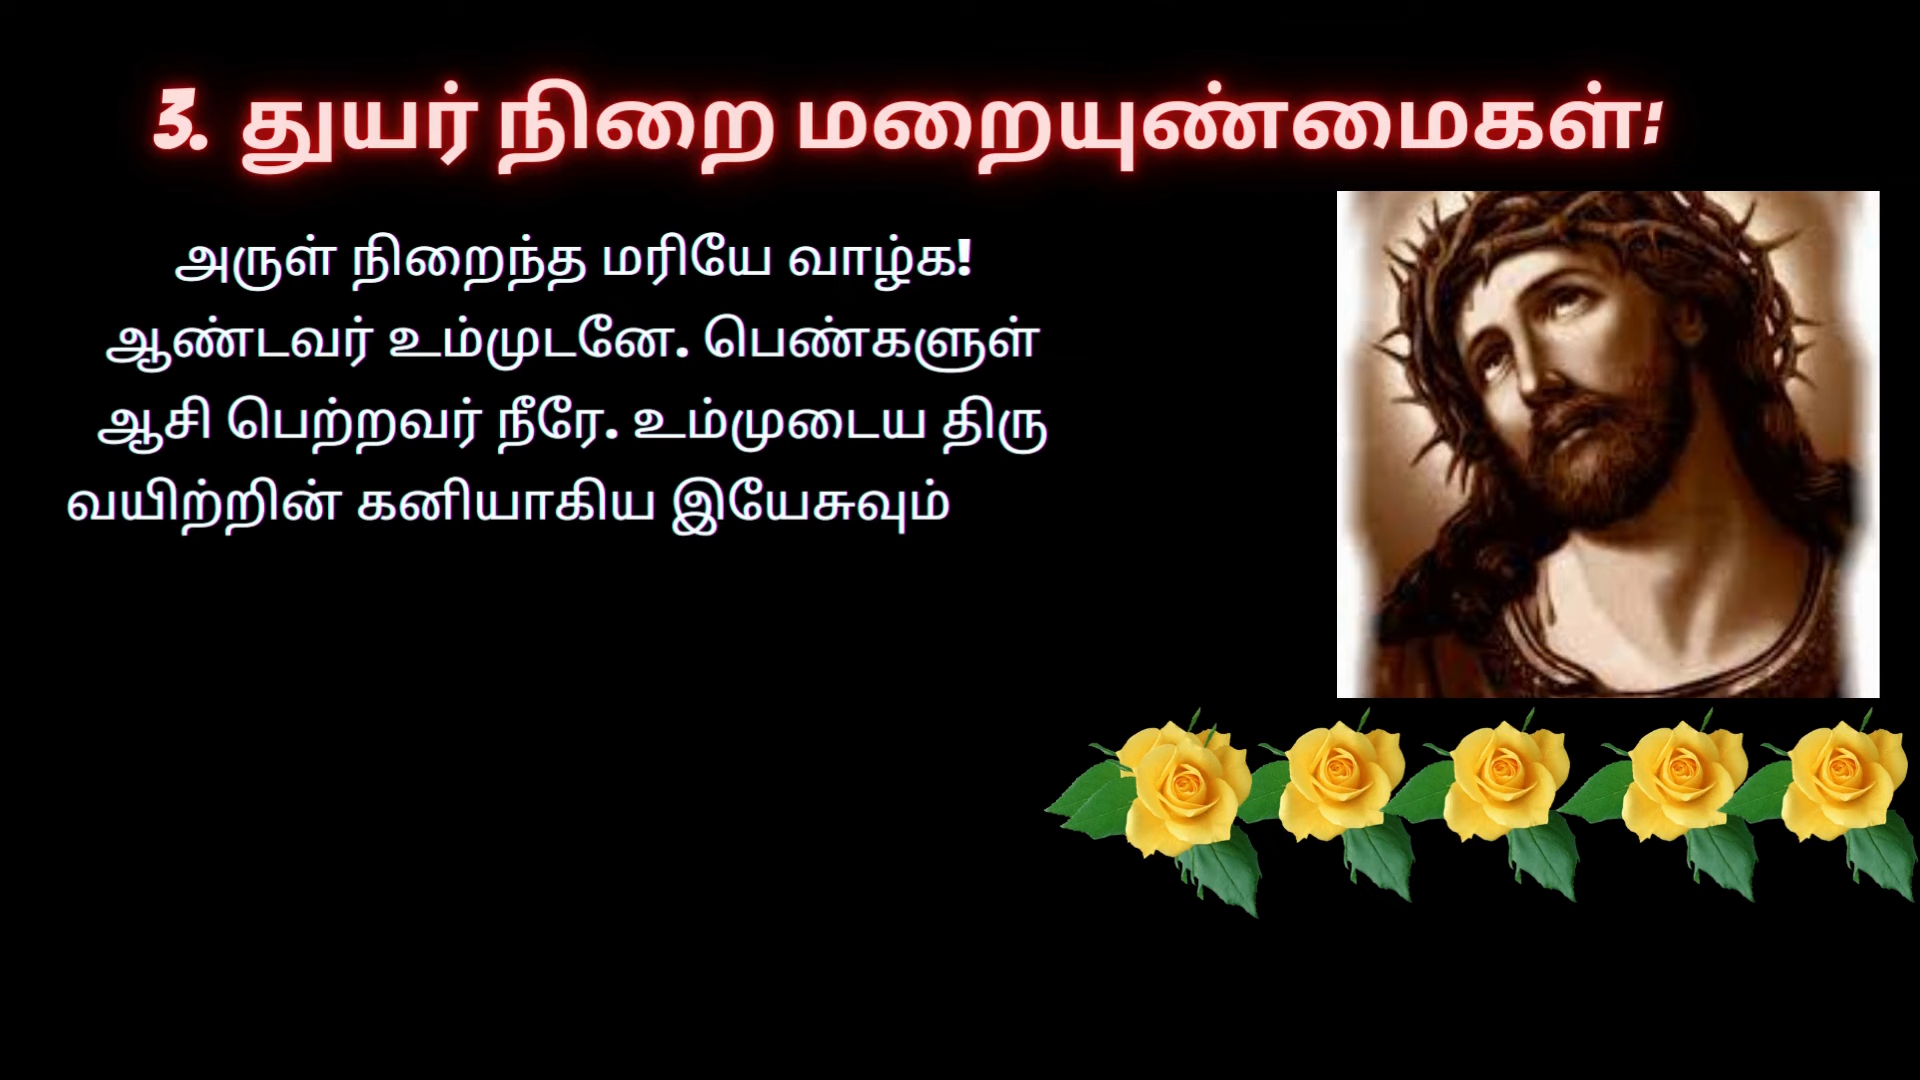 3. துயர் நிறை மறையுண்மைகள்:
அருள் நிறைந்த மரியே வாழ்க!
ஆண்டவர் உம்முடனே. பெண்களுள்
ஆசி பெற்றவர் நீரே. உம்முடைய திரு
வயிற்றின் கனியாகிய இயேசுவும்